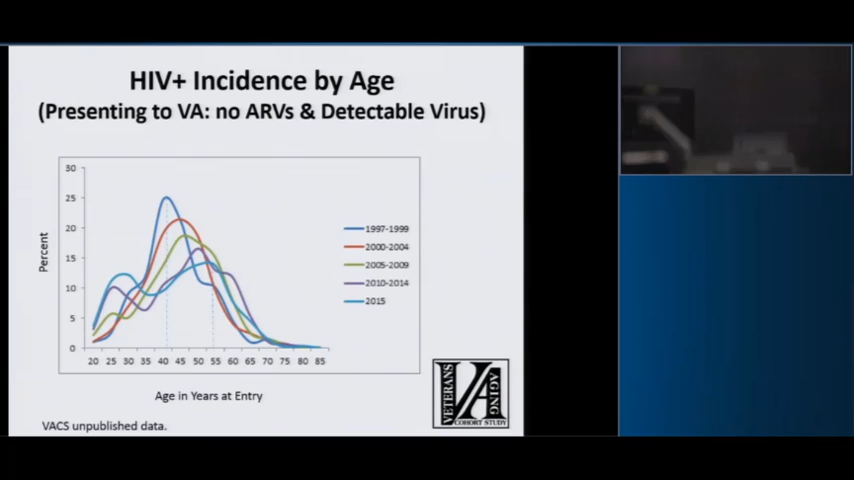 HIV+ Incidence by Age
(Presenting to VA: no ARVs & Detectable Virus)
30
25
20
15
10
5
0
Percent
20 25 30 35 40 45 50 55 60 65 70 75 80 85
Age in Years at Entry
1997-1999
2000-2004
2005-2009
2010-2014
2015
VETERANS
AGING
COHORT STUDY
VACS unpublished data.